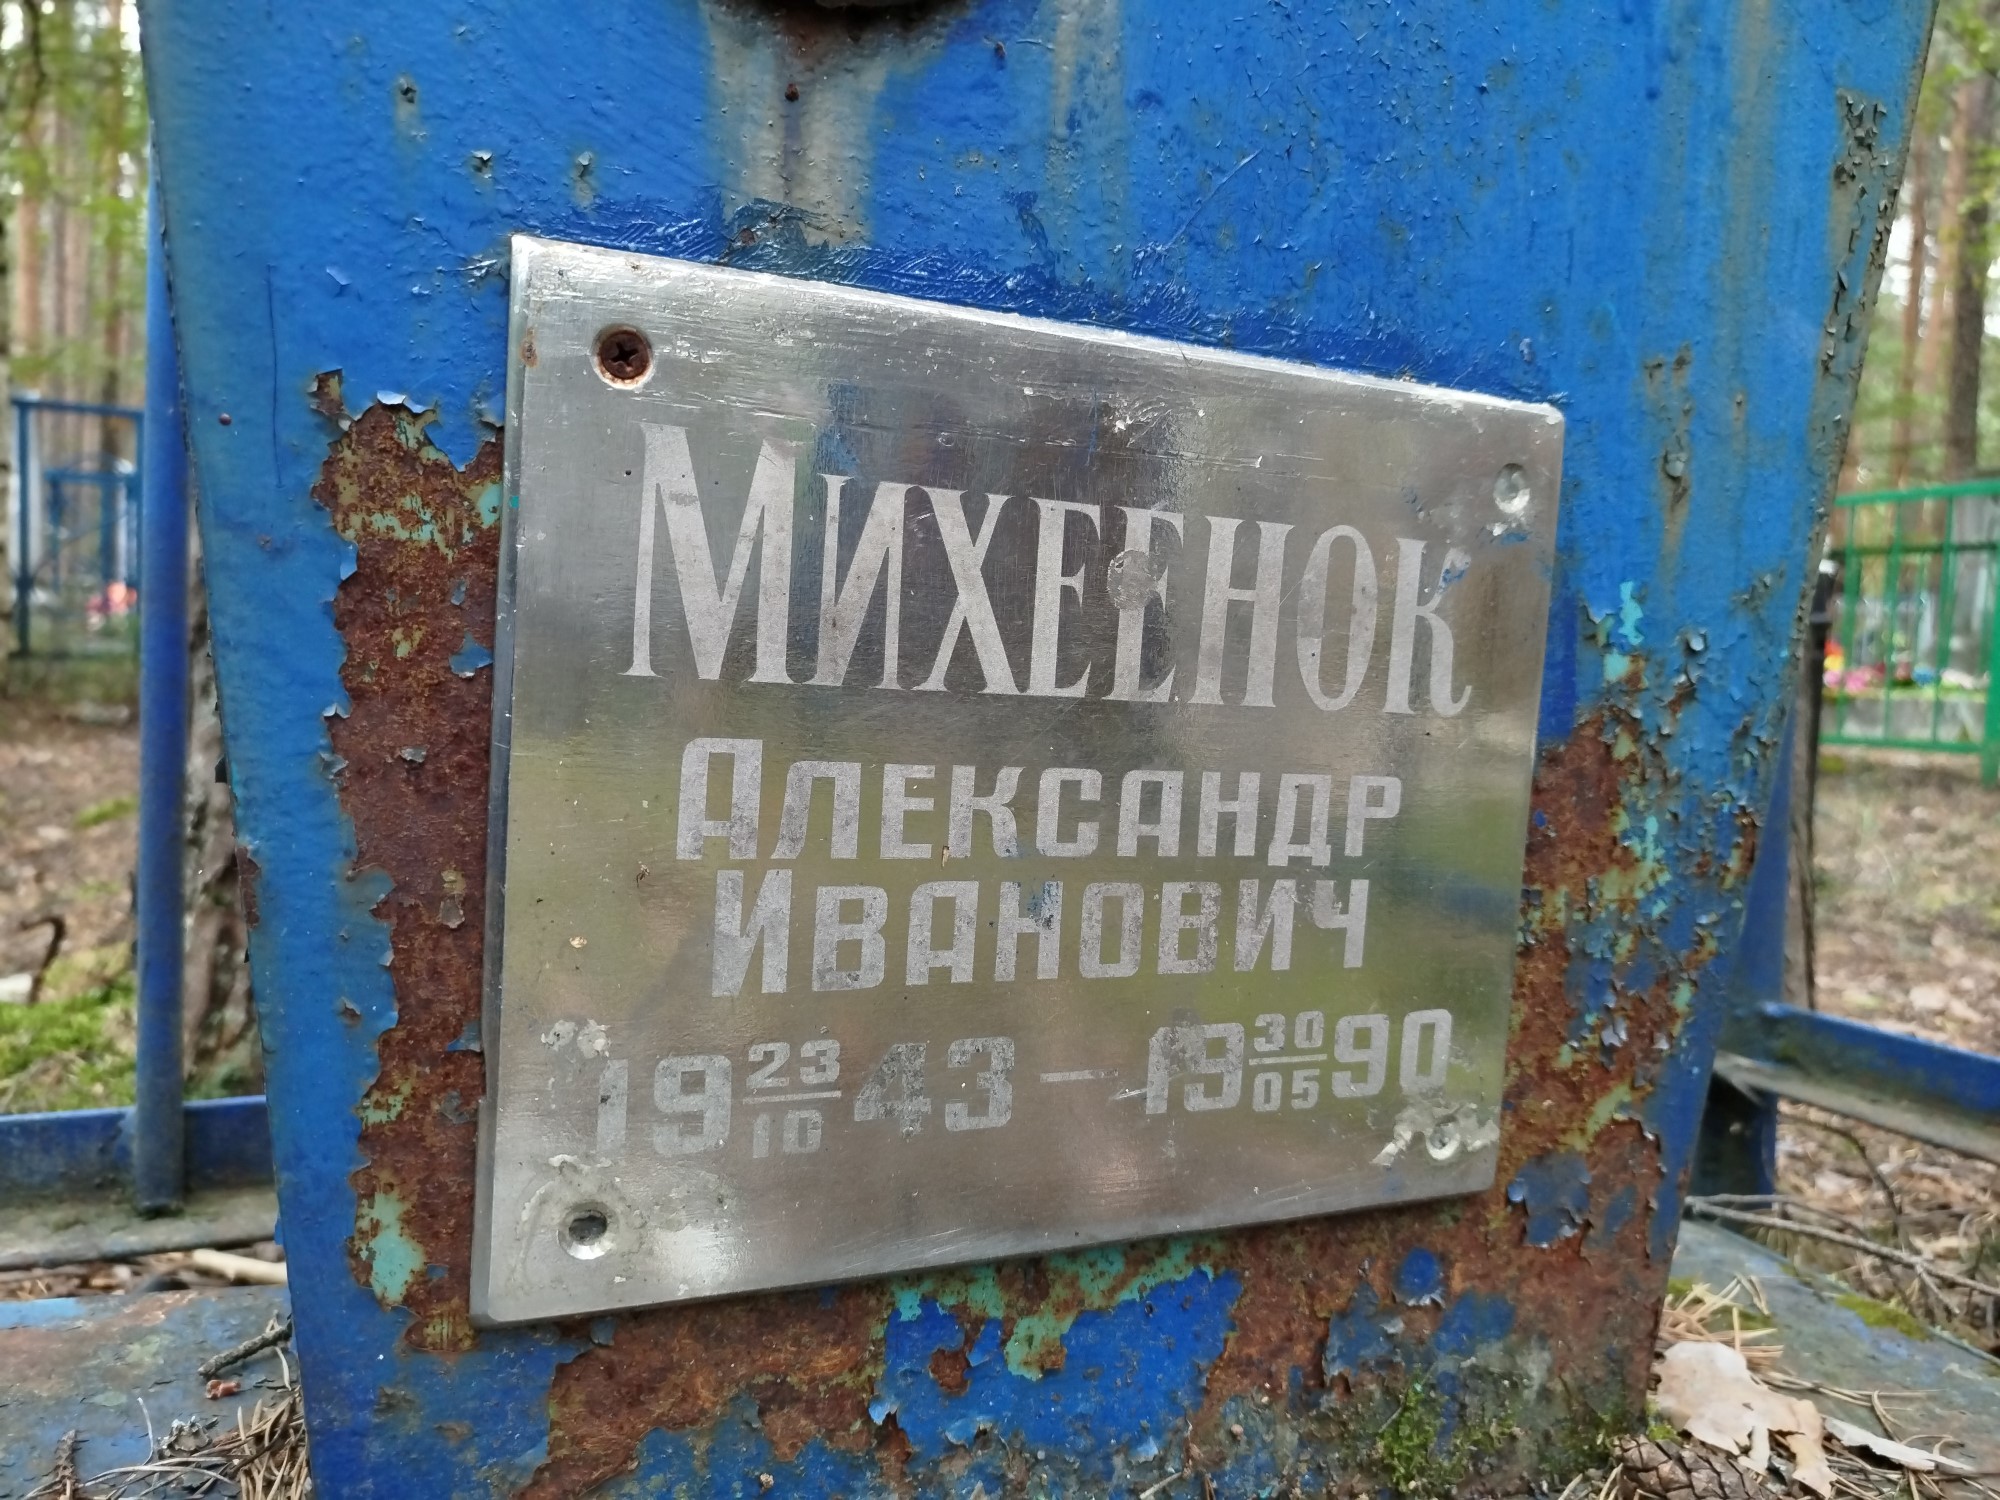 Михеенок
Александр
Иванович
19 23/10 43 – 19 30/05 90